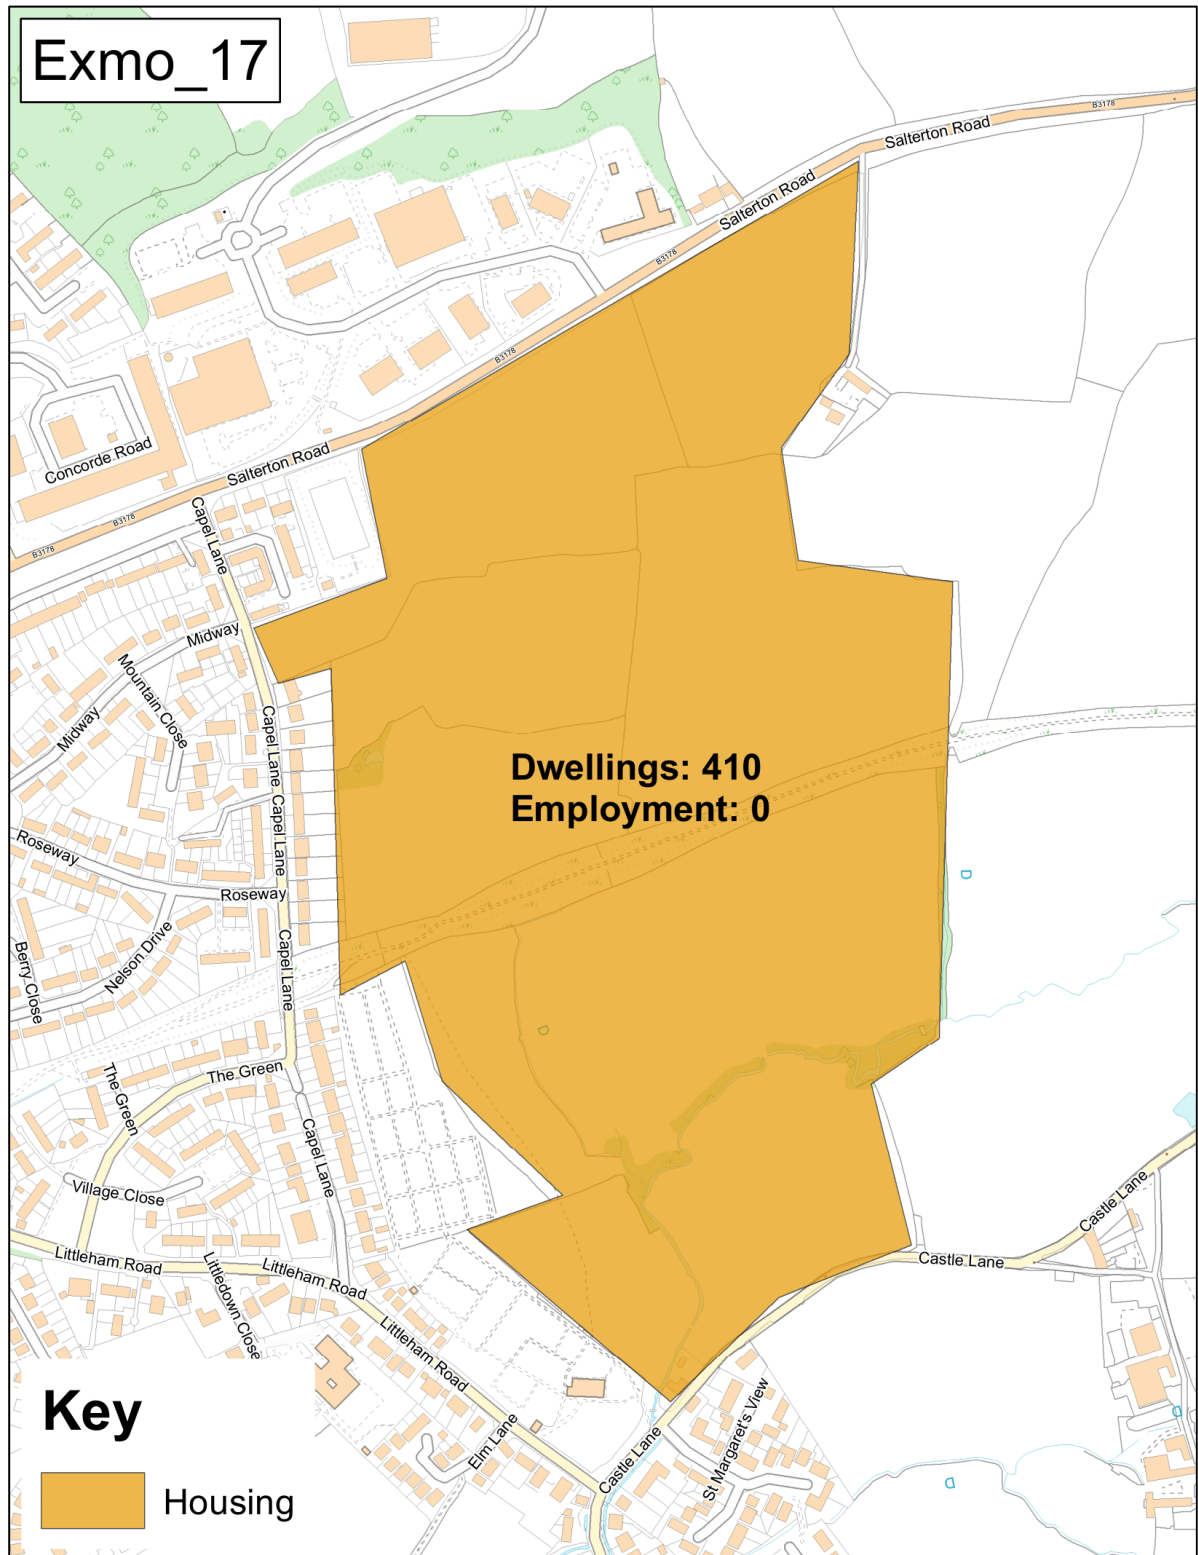 Exmo_17
B3178
Salterton Road
Salterton Road
B3178
B3178
Concorde Road
Salterton Road
B3178
B3178
Capel Lane
Midway
Mountain Close
Midway
Capel Lane
Dwellings: 410
Employment: 0
Capel Lane
Roseway
Roseway
Nelson Drive
Berry Close
Capel Lane
D
D
The Green
The Green
Capel Lane
Village Close
Littleham Road
Littleham Road
Littledown Close
Castle Lane
Castle Lane
Littleham Road
Key
Housing
Elm Lane
Castle Lane
St Margaret's View
D
D